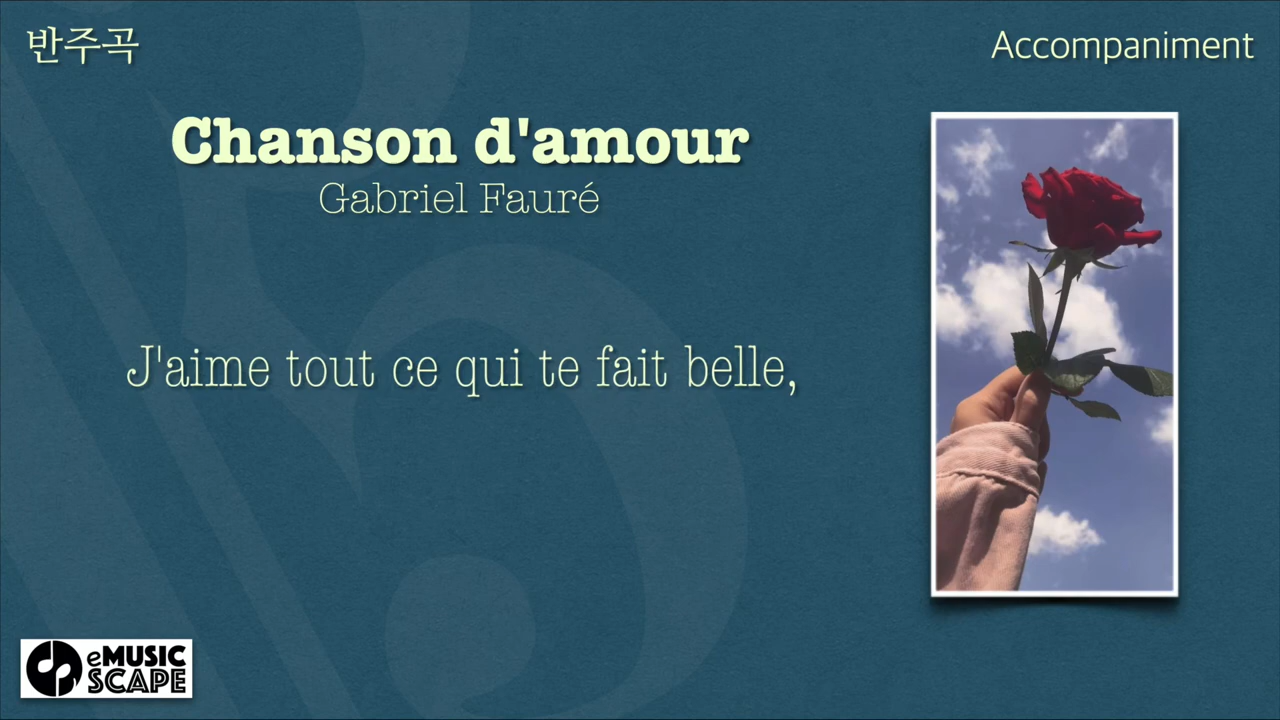 반주곡
Accompaniment
Chanson d'amour
Gabriel Fauré
J'aime tout ce qui te fait belle,
eMUSIC
SCAPE